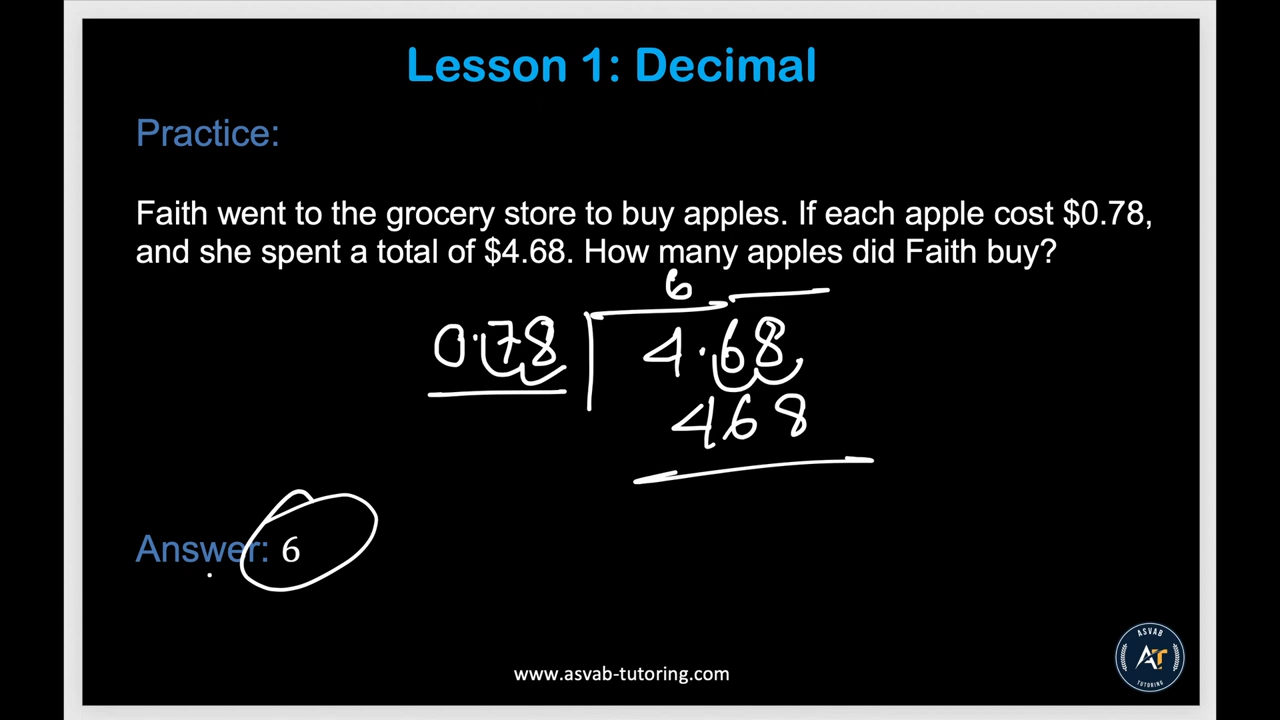 Lesson 1: Decimal
Practice:
Faith went to the grocery store to buy apples. If each apple cost $0.78,
and she spent a total of $4.68. How many apples did Faith buy?
6
0.78 4.68
468
Answer: 6
ASVAB
AT
TUTORING
www.asvab-tutoring.com